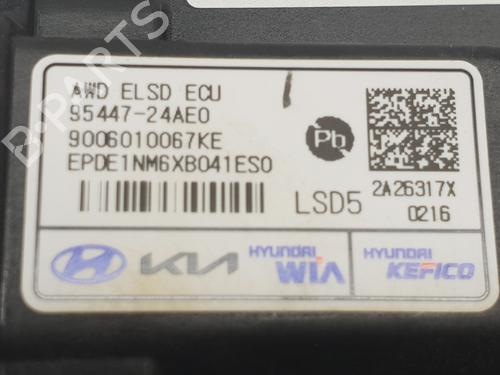 AWD ELSD ECU
95447-24AE0
9006010067KE
EPDE1NM6XB041ES0
Pb
LSD5
2A26317X
0216
KIA
HYUNDAI
WIA
HYUNDAI
KEFICO
B-PARTS